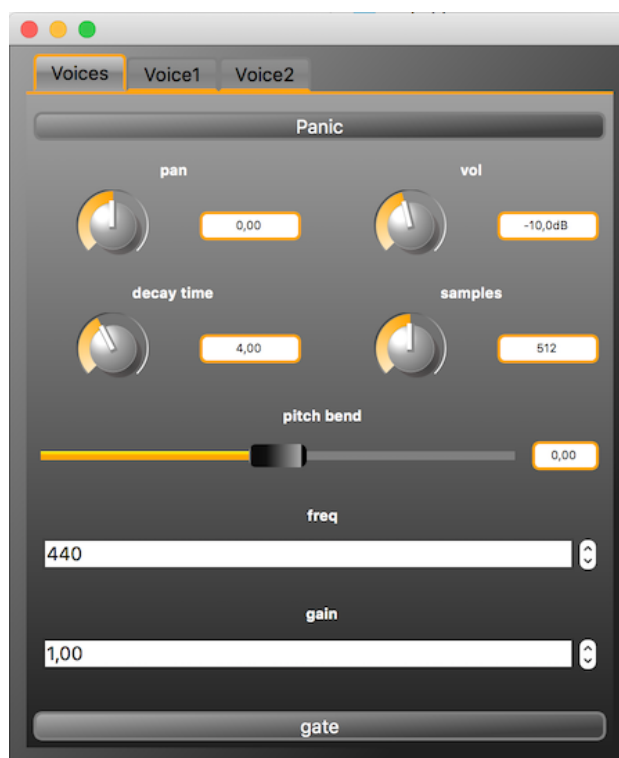 Voices Voice1 Voice2
Panic
pan vol
0,00 -10,0dB
decay time samples
4,00 512
pitch bend
0,00
freq
440
gain
1,00
gate